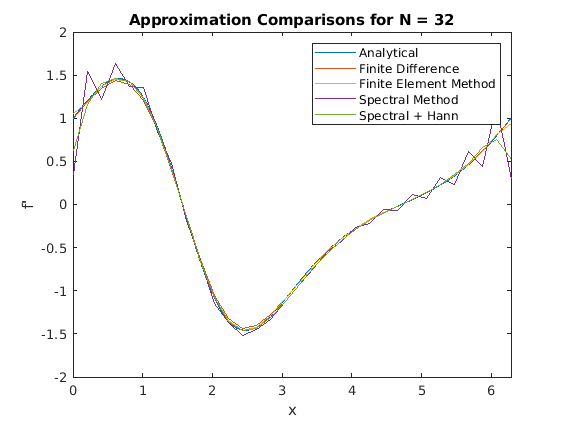 Approximation Comparisons for N = 32
2
1.5
1
0.5
0
-0.5
-1
-1.5
-2
f'
Analytical
Finite Difference
Finite Element Method
Spectral Method
Spectral + Hann
0 1 2 3 4 5 6
x